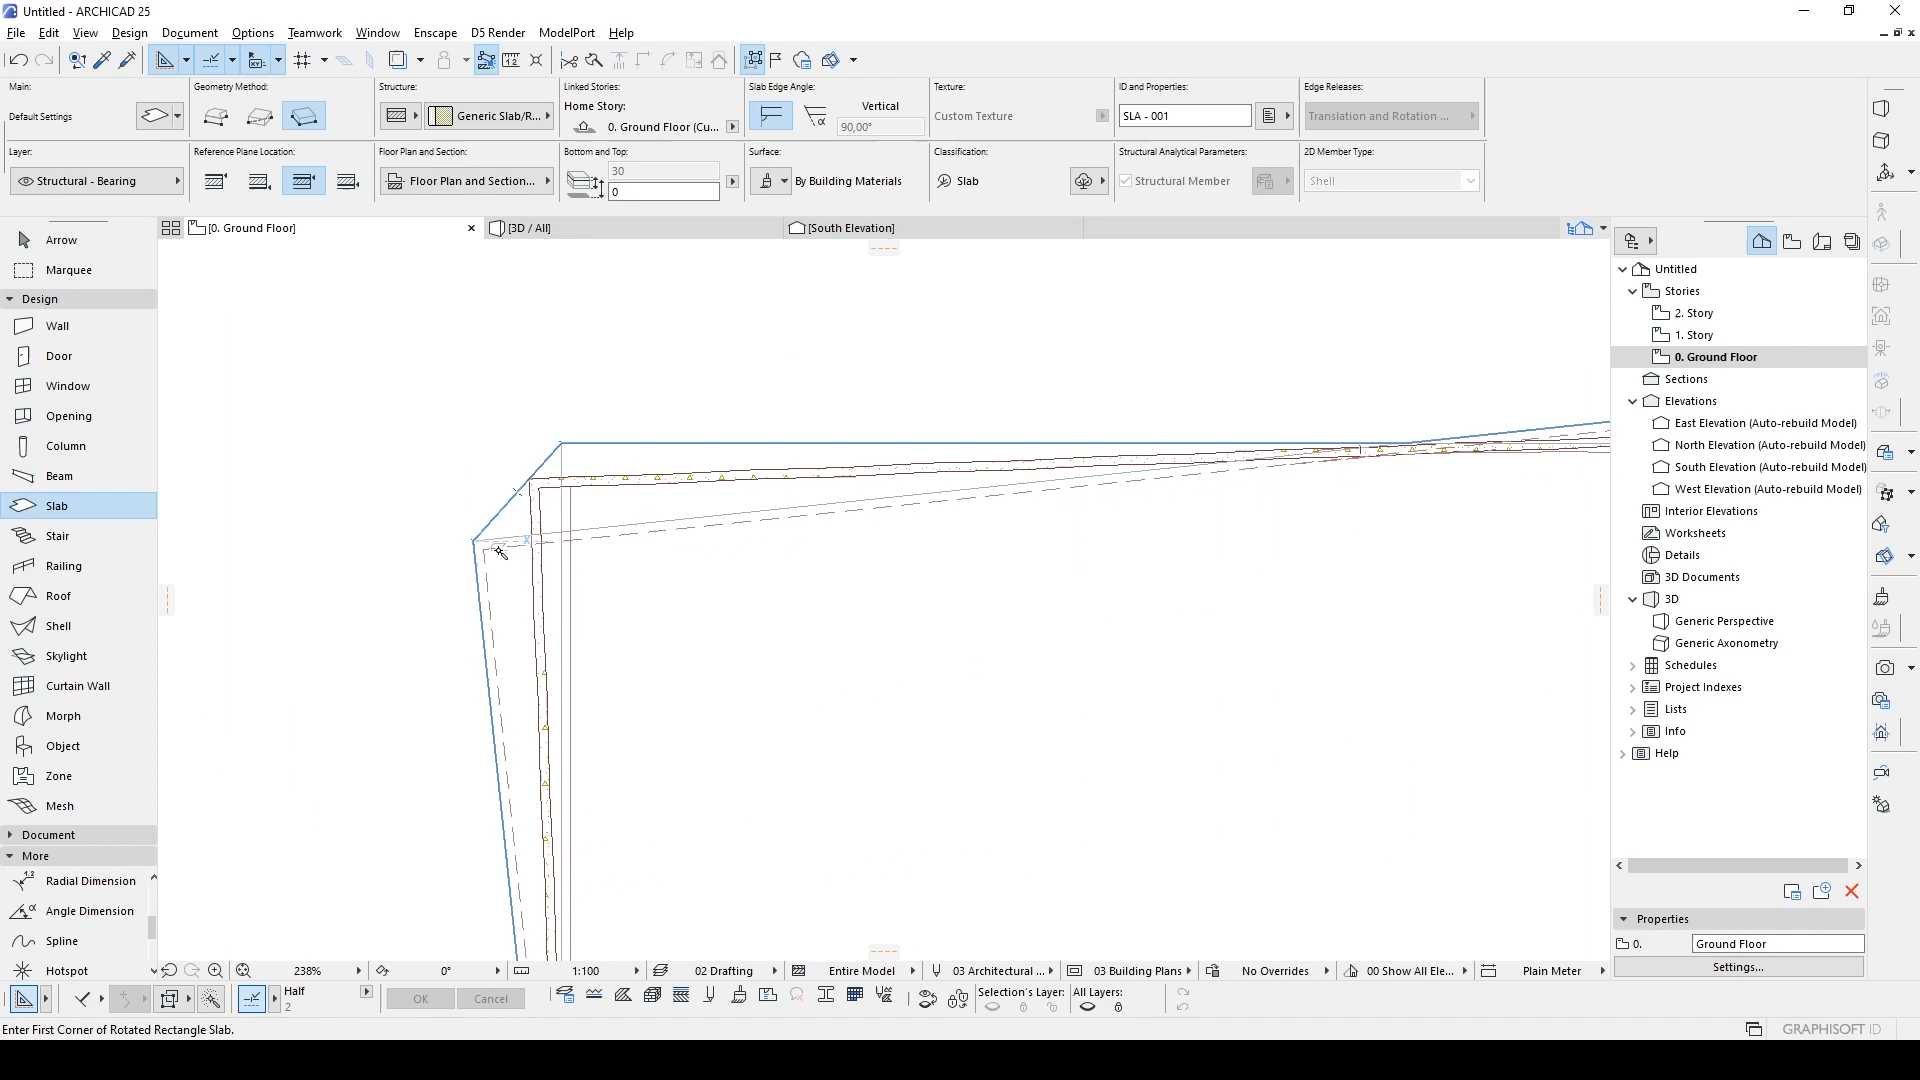 Untitled - ARCHICAD 25
File Edit View Design Document Options Teamwork Window Enscape D5 Render ModelPort Help
Main: Geometry Method: Structure: Linked Stories: Slab Edge Angle: Texture: ID and Properties: Edge Releases:
Default Settings Generic Slab/R... Home Story: 0. Ground Floor (Cu... Vertical 90,00° Custom Texture SLA - 001 Translation and Rotation ...
Layer: Reference Plane Location: Floor Plan and Section: Bottom and Top: Surface: Classification: Structural Analytical Parameters: 2D Member Type:
Structural - Bearing Floor Plan and Section... 30 0 By Building Materials Slab Structural Member Shell
[0. Ground Floor] [3D / All] [South Elevation]
Arrow
Marquee
Design
Wall
Door
Window
Opening
Column
Beam
Slab
Stair
Railing
Roof
Shell
Skylight
Curtain Wall
Morph
Object
Zone
Mesh
Document
More
1.2 Radial Dimension
α Angle Dimension
Spline
Hotspot
Untitled
Stories
2. Story
1. Story
0. Ground Floor
Sections
Elevations
East Elevation (Auto-rebuild Model)
North Elevation (Auto-rebuild Model)
South Elevation (Auto-rebuild Model)
West Elevation (Auto-rebuild Model)
Interior Elevations
Worksheets
Details
3D Documents
3D
Generic Perspective
Generic Axonometry
Schedules
Project Indexes
Lists
Info
Help
Properties
0. Ground Floor
Settings...
238% 0° 1:100 02 Drafting Entire Model 03 Architectural ... 03 Building Plans No Overrides 00 Show All Ele... Plain Meter
Half
2
OK Cancel
Selection's Layer: All Layers:
Enter First Corner of Rotated Rectangle Slab.
GRAPHISOFT ID